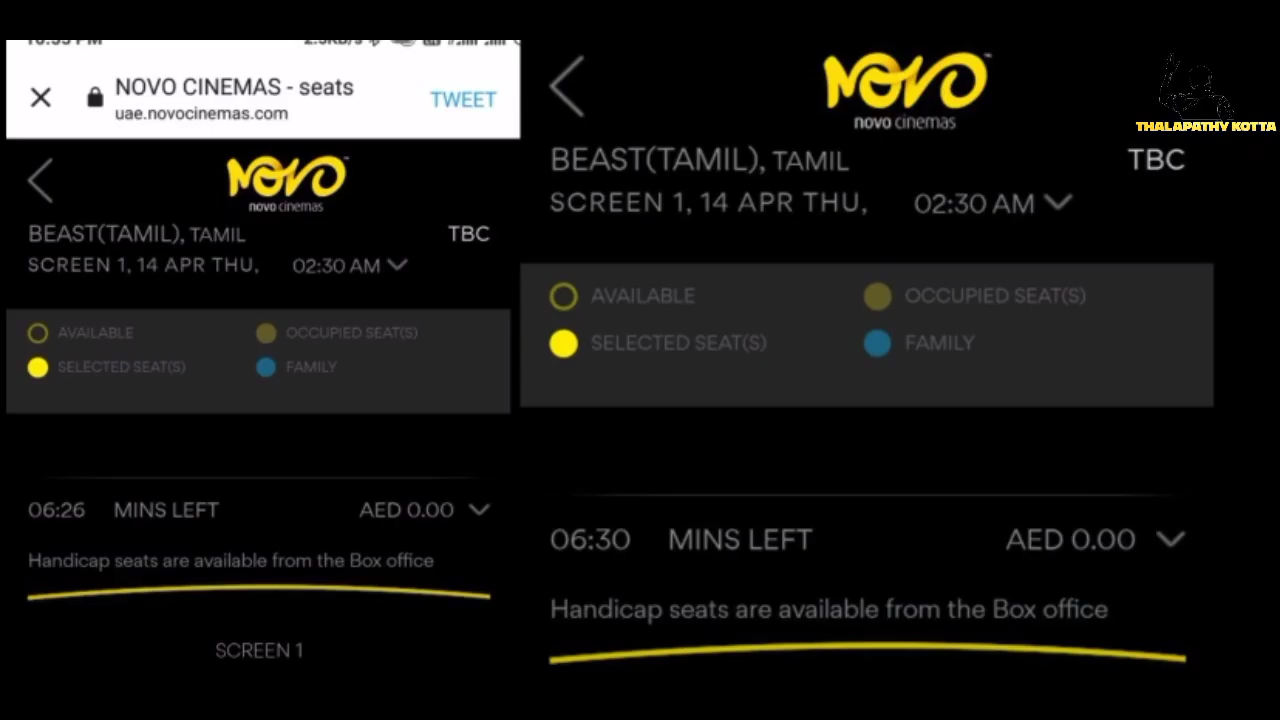 NOVO CINEMAS - seats
uae.novocinemas.com
TWEET
NOVO
novo cinemas
BEAST(TAMIL), TAMIL
TBC
SCREEN 1, 14 APR THU,
02:30 AM
AVAILABLE
OCCUPIED SEAT(S)
SELECTED SEAT(S)
FAMILY
06:26 MINS LEFT
AED 0.00
Handicap seats are available from the Box office
SCREEN 1
NOVO
novo cinemas
THALAPATHY KOTTA
BEAST(TAMIL), TAMIL
TBC
SCREEN 1, 14 APR THU,
02:30 AM
AVAILABLE
OCCUPIED SEAT(S)
SELECTED SEAT(S)
FAMILY
06:30 MINS LEFT
AED 0.00
Handicap seats are available from the Box office